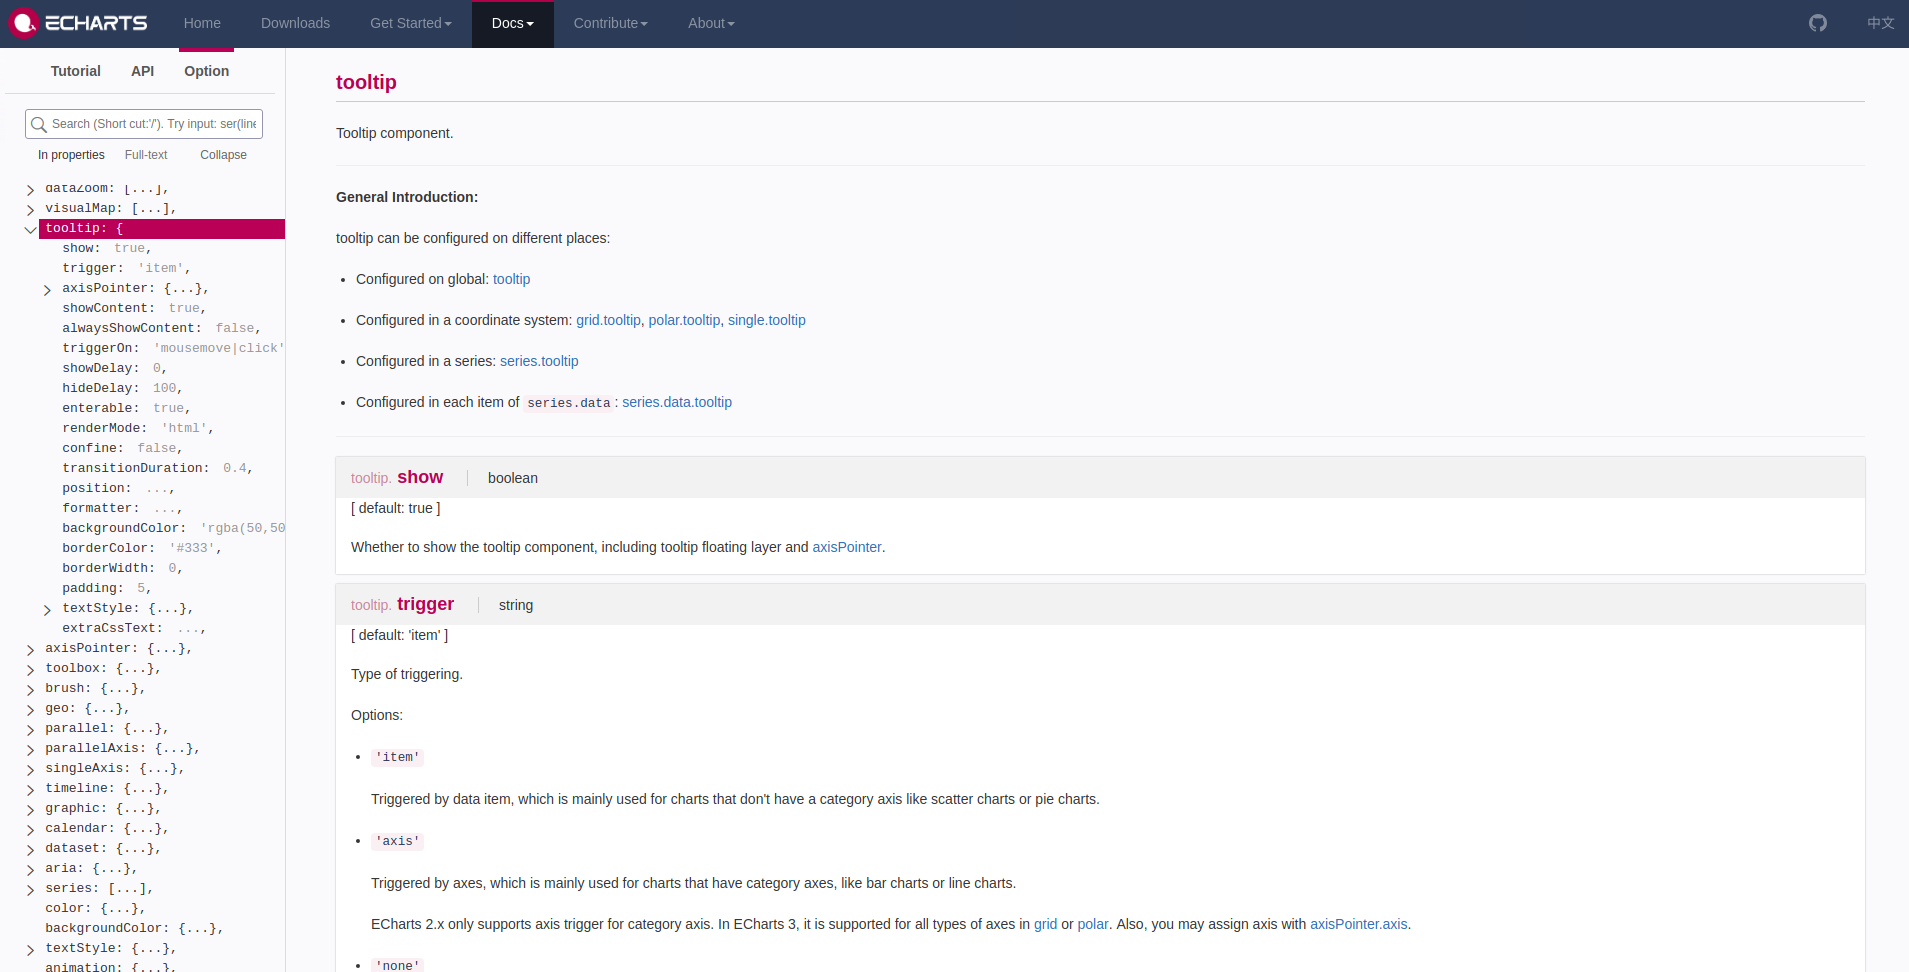 ECHARTS Home Downloads Get Started Docs Contribute About 中文
Tutorial API Option
Search (Short cut:'/'). Try input: ser(line
In properties Full-text Collapse
dataZoom: [...],
visualMap: [...],
tooltip: {
show: true,
trigger: 'item',
axisPointer: {...},
showContent: true,
alwaysShowContent: false,
triggerOn: 'mousemove|click'
showDelay: 0,
hideDelay: 100,
enterable: true,
renderMode: 'html',
confine: false,
transitionDuration: 0.4,
position: ...,
formatter: ...,
backgroundColor: 'rgba(50,50
borderColor: '#333',
borderWidth: 0,
padding: 5,
textStyle: {...},
extraCssText: ...,
axisPointer: {...},
toolbox: {...},
brush: {...},
geo: {...},
parallel: {...},
parallelAxis: {...},
singleAxis: {...},
timeline: {...},
graphic: {...},
calendar: {...},
dataset: {...},
aria: {...},
series: [...],
color: {...},
backgroundColor: {...},
textStyle: {...},
animation: {...},
tooltip
Tooltip component.
General Introduction:
tooltip can be configured on different places:
• Configured on global: tooltip
• Configured in a coordinate system: grid.tooltip, polar.tooltip, single.tooltip
• Configured in a series: series.tooltip
• Configured in each item of series.data: series.data.tooltip
tooltip. show | boolean
[ default: true ]
Whether to show the tooltip component, including tooltip floating layer and axisPointer.
tooltip. trigger | string
[ default: 'item' ]
Type of triggering.
Options:
• 'item'
Triggered by data item, which is mainly used for charts that don't have a category axis like scatter charts or pie charts.
• 'axis'
Triggered by axes, which is mainly used for charts that have category axes, like bar charts or line charts.
ECharts 2.x only supports axis trigger for category axis. In ECharts 3, it is supported for all types of axes in grid or polar. Also, you may assign axis with axisPointer.axis.
• 'none'